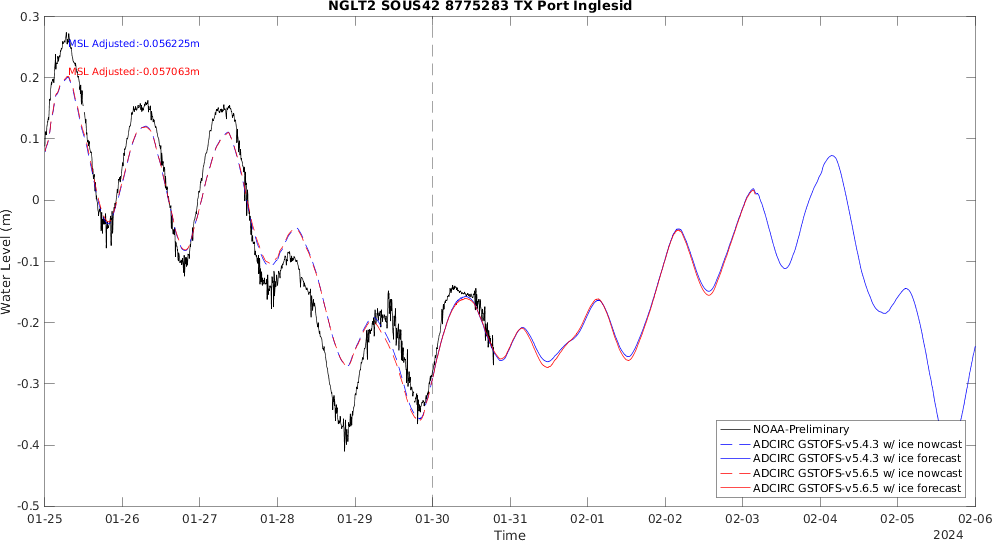 NGLT2 SOUS42 8775283 TX Port Inglesid
MSL Adjusted:-0.056225m
MSL Adjusted:-0.057063m
Water Level (m)
0.3
0.2
0.1
0
-0.1
-0.2
-0.3
-0.4
-0.5
NOAA-Preliminary
ADCIRC GSTOFS-v5.4.3 w/ ice nowcast
ADCIRC GSTOFS-v5.4.3 w/ ice forecast
ADCIRC GSTOFS-v5.6.5 w/ ice nowcast
ADCIRC GSTOFS-v5.6.5 w/ ice forecast
01-25 01-26 01-27 01-28 01-29 01-30 01-31 02-01 02-02 02-03 02-04 02-05 02-06
Time
2024